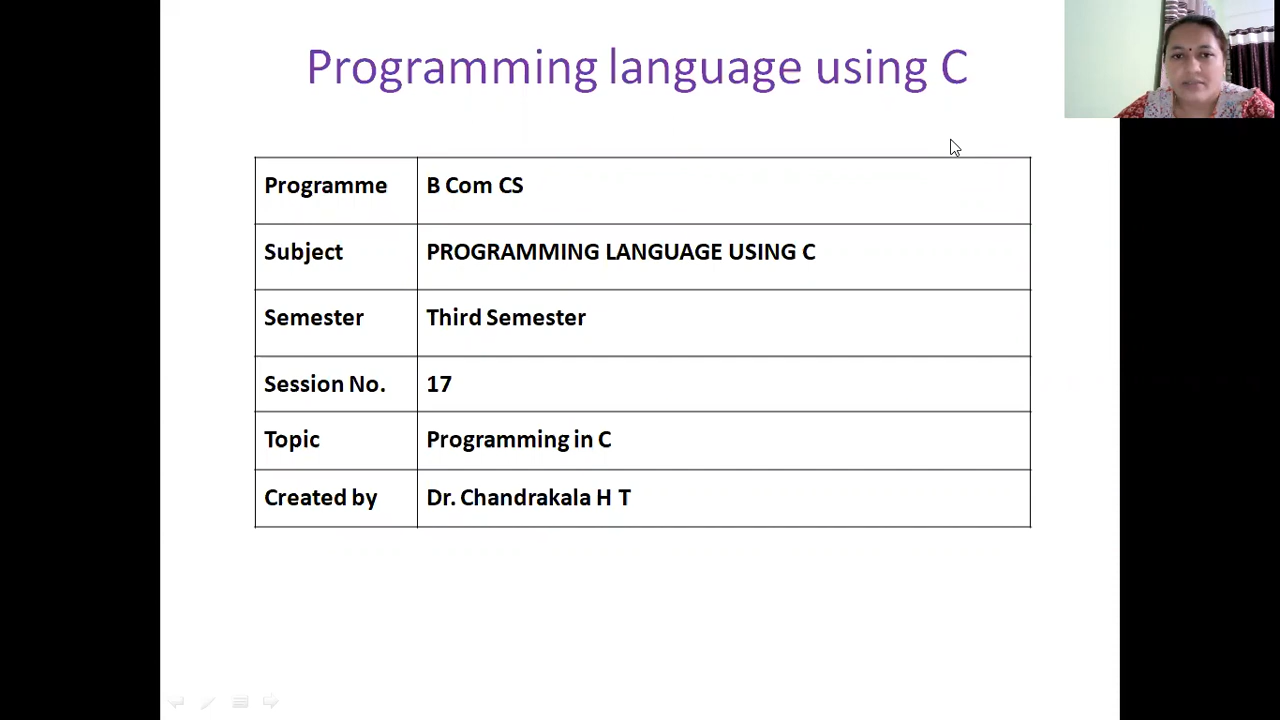 Programming language using C
Programme B Com CS
Subject PROGRAMMING LANGUAGE USING C
Semester Third Semester
Session No. 17
Topic Programming in C
Created by Dr. Chandrakala H T